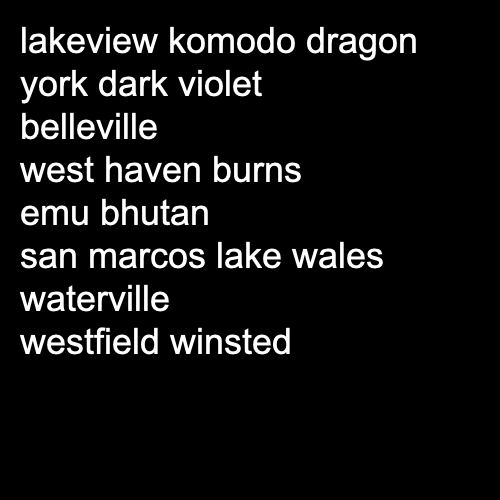 lakeview komodo dragon
york dark violet
belleville
west haven burns
emu bhutan
san marcos lake wales
waterville
westfield winsted